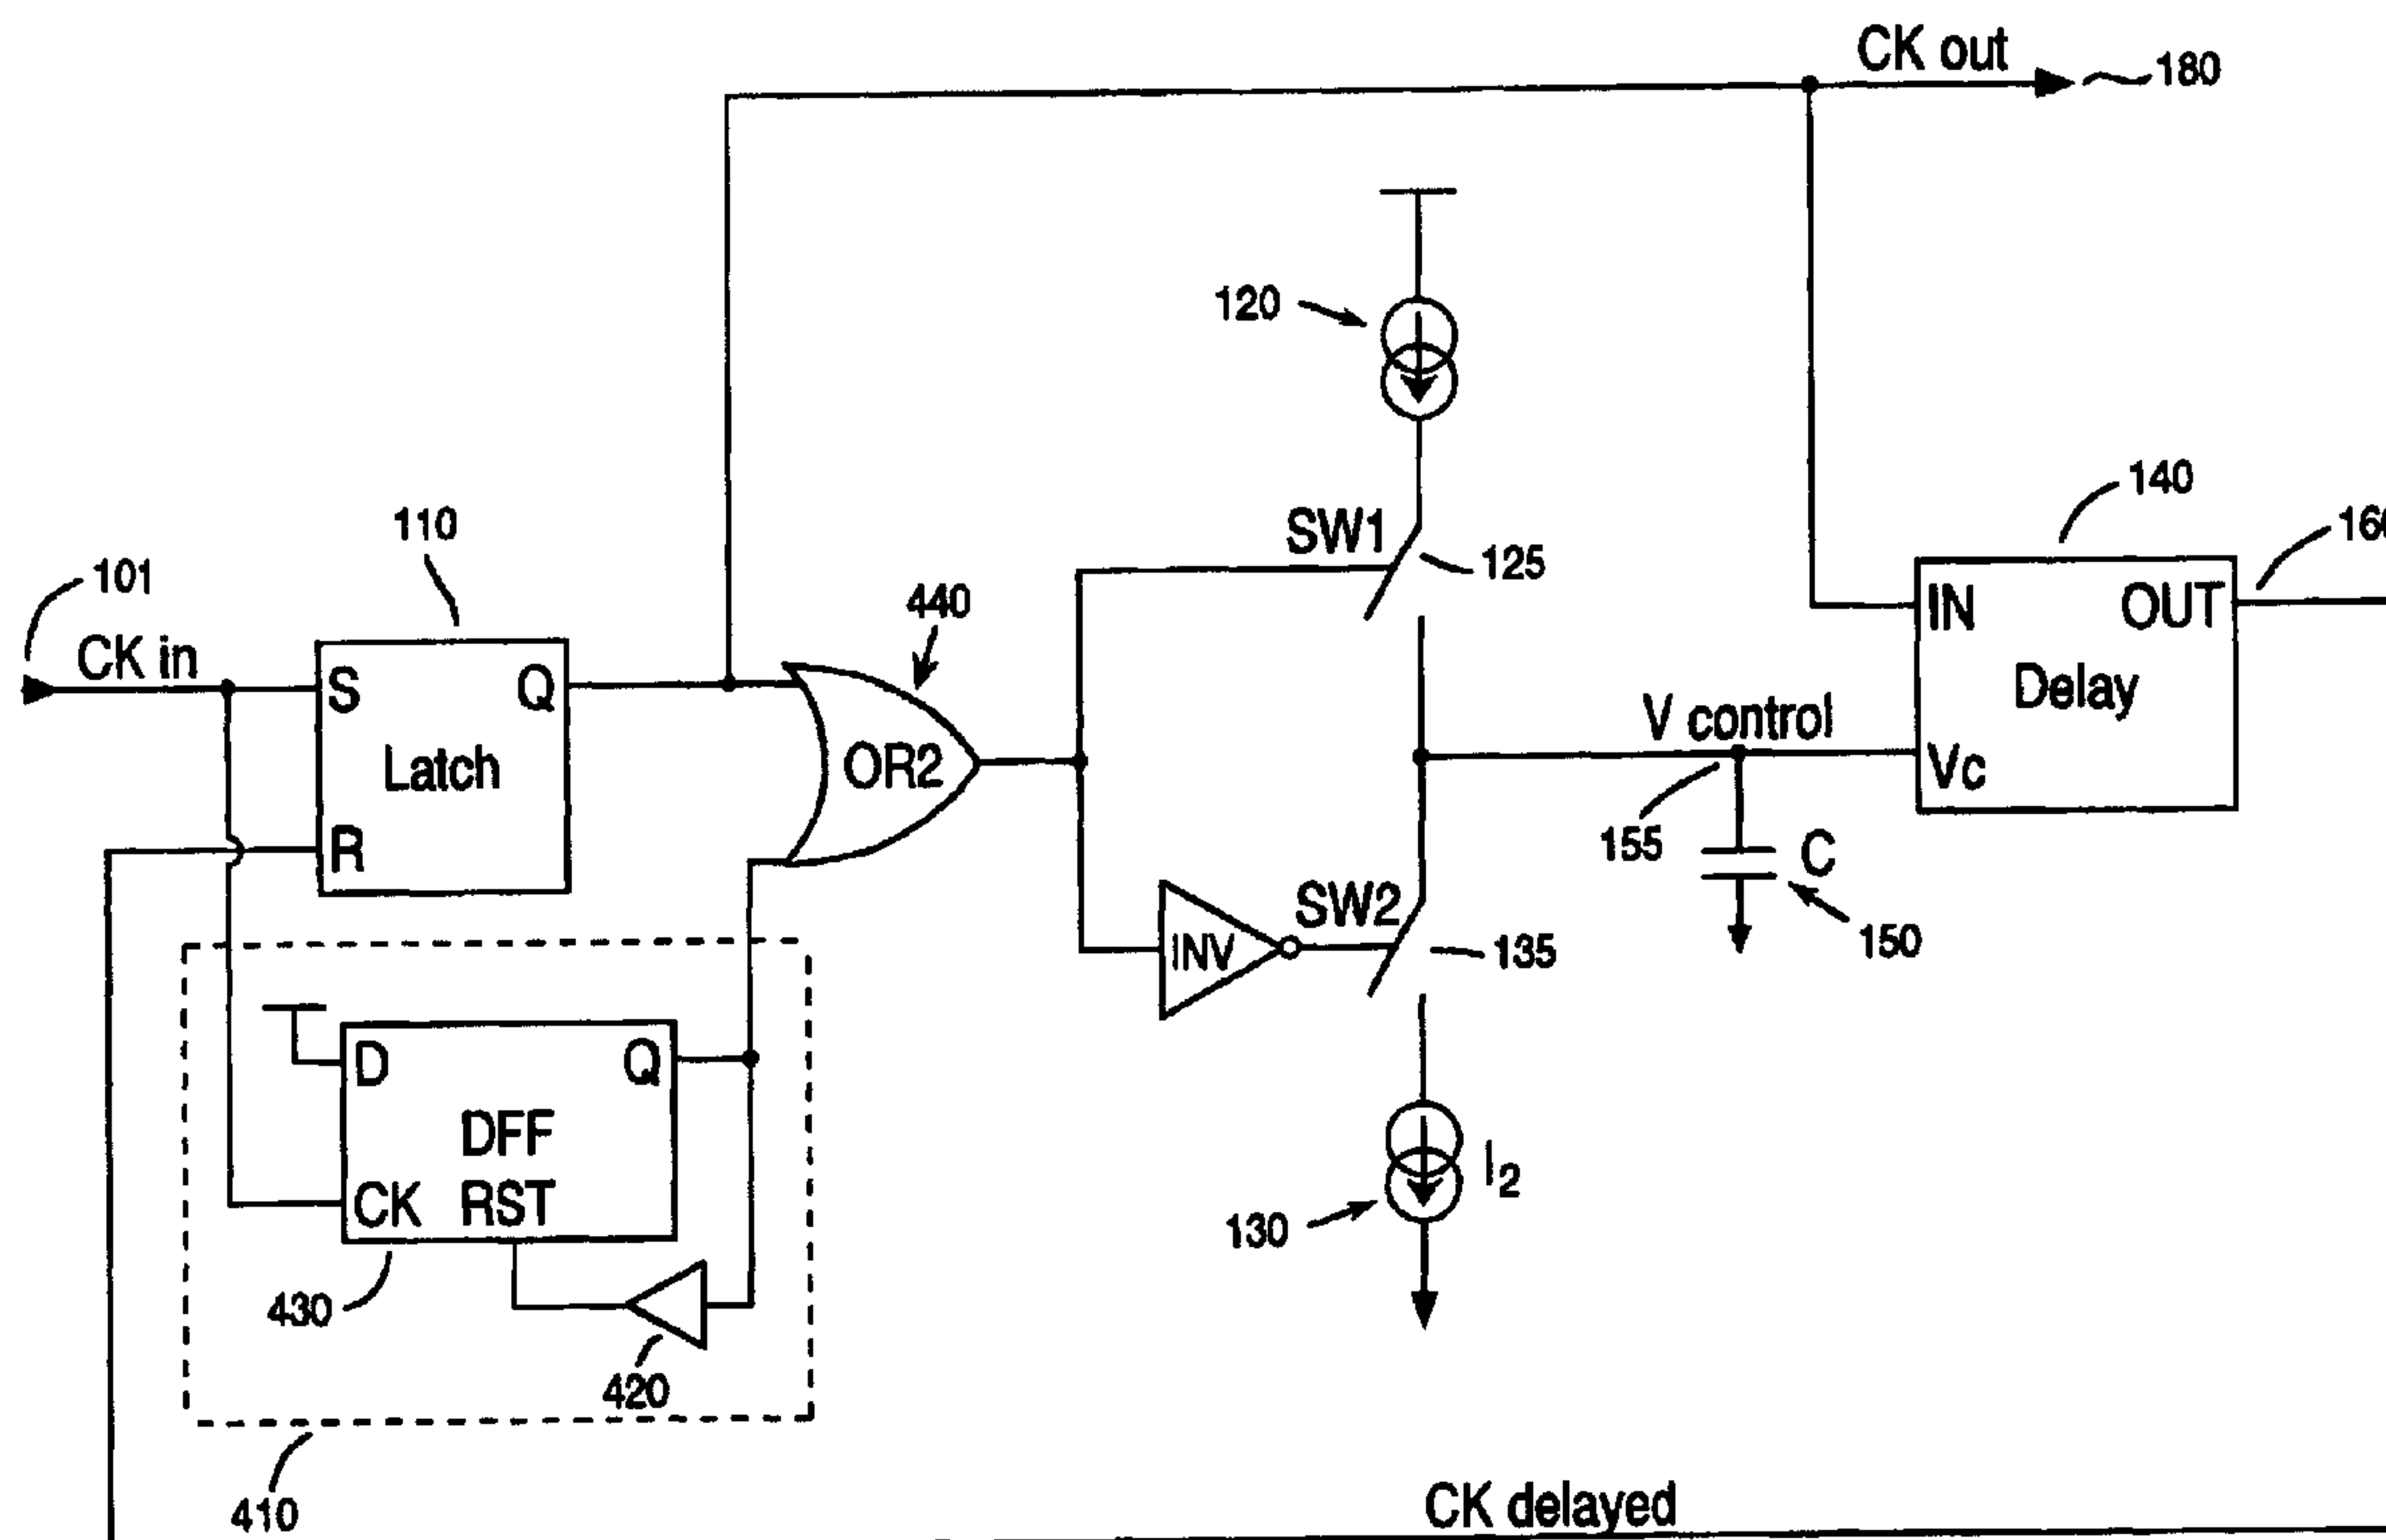 CK out
180
120
SW1
125
140
160
IN
OUT
Delay
Vc
110
101
CK in
S
Q
Latch
R
440
OR2
V control
155
C
150
INV
SW2
135
D
Q
DFF
CK
RST
I2
130
430
420
410
CK delayed